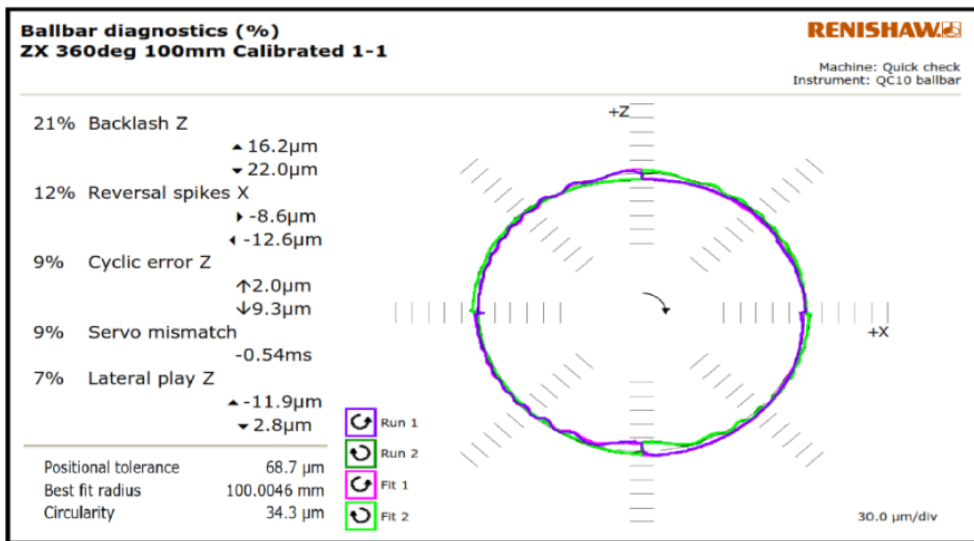 Ballbar diagnostics (%)
ZX 360deg 100mm Calibrated 1-1
RENISHAW
Machine: Quick check
Instrument: QC10 ballbar
21% Backlash Z
▲ 16.2µm
▼ 22.0µm
12% Reversal spikes X
▶ -8.6µm
◀ -12.6µm
9% Cyclic error Z
↑2.0µm
↓9.3µm
9% Servo mismatch
-0.54ms
7% Lateral play Z
▲ -11.9µm
▼ 2.8µm
Positional tolerance 68.7 µm
Best fit radius 100.0046 mm
Circularity 34.3 µm
+Z
+X
Run 1
Run 2
Fit 1
Fit 2
30.0 µm/div